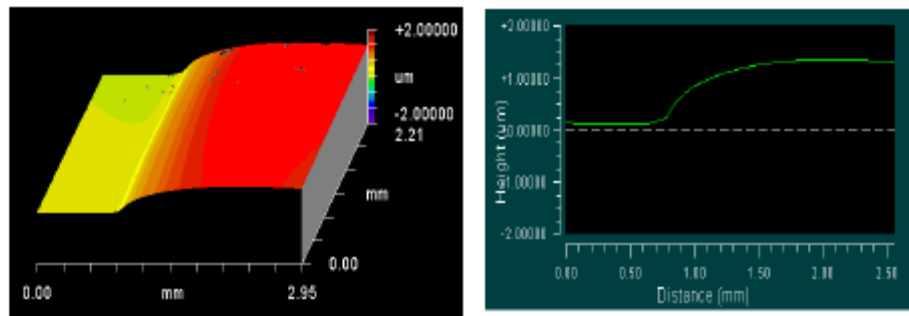 +2.00000
um
-2.00000
2.21
mm
0.00
0.00 mm 2.95
+2.00000
+1.00000
+0.00000
-1.00000
-2.00000
Height (um)
0.00 0.50 1.00 1.50 2.00 2.50
Distance (mm)